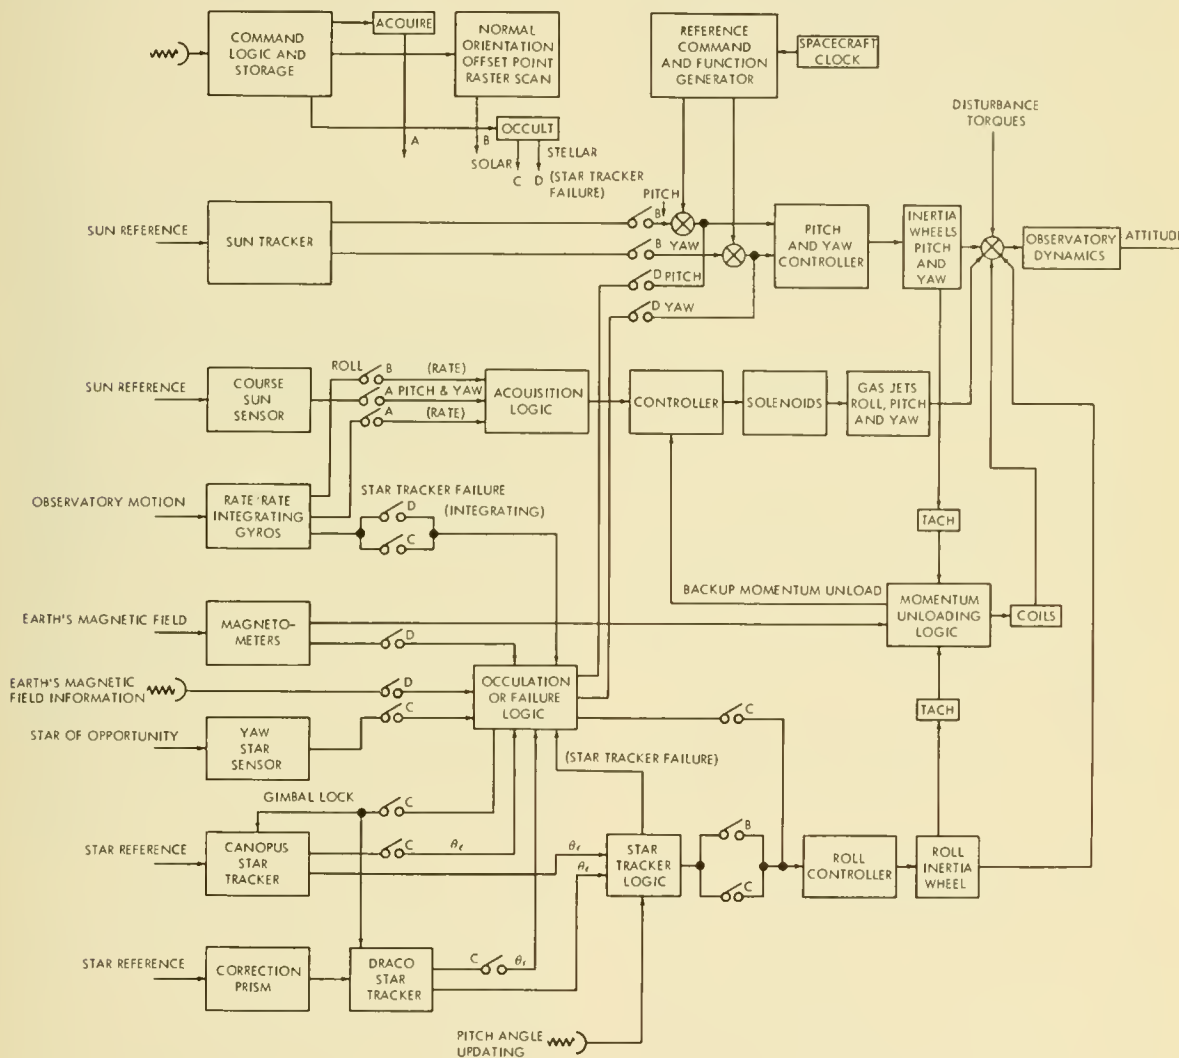 COMMAND
LOGIC AND
STORAGE
ACQUIRE
NORMAL
ORIENTATION
OFFSET POINT
RASTER SCAN
REFERENCE
COMMAND
AND FUNCTION
GENERATOR
SPACECRAFT
CLOCK
DISTURBANCE
TORQUES
A
B
OCCULT
SOLAR
STELLAR
C D (STAR TRACKER
FAILURE)
PITCH
SUN REFERENCE
SUN TRACKER
B
B YAW
D PITCH
D YAW
PITCH
AND YAW
CONTROLLER
INERTIA
WHEELS
PITCH
AND
YAW
OBSERVATORY
DYNAMICS
ATTITUDE
SUN REFERENCE
COURSE
SUN
SENSOR
ROLL B (RATE)
A PITCH & YAW
A (RATE)
ACQUISITION
LOGIC
CONTROLLER
SOLENOIDS
GAS JETS
ROLL, PITCH
AND YAW
OBSERVATORY MOTION
RATE RATE
INTEGRATING
GYROS
STAR TRACKER FAILURE
D (INTEGRATING)
C
TACH
BACKUP MOMENTUM UNLOAD
EARTH'S MAGNETIC FIELD
MAGNETO-
METERS
D
MOMENTUM
UNLOADING
LOGIC
COILS
EARTH'S MAGNETIC
FIELD INFORMATION
D
OCCULATION
OR FAILURE
LOGIC
TACH
STAR OF OPPORTUNITY
YAW
STAR
SENSOR
C
C
(STAR TRACKER FAILURE)
GIMBAL LOCK
C
STAR REFERENCE
CANOPUS
STAR
TRACKER
C θr
θr
θr
STAR
TRACKER
LOGIC
B
C
ROLL
CONTROLLER
ROLL
INERTIA
WHEEL
STAR REFERENCE
CORRECTION
PRISM
DRACO
STAR
TRACKER
C θr
PITCH ANGLE
UPDATING